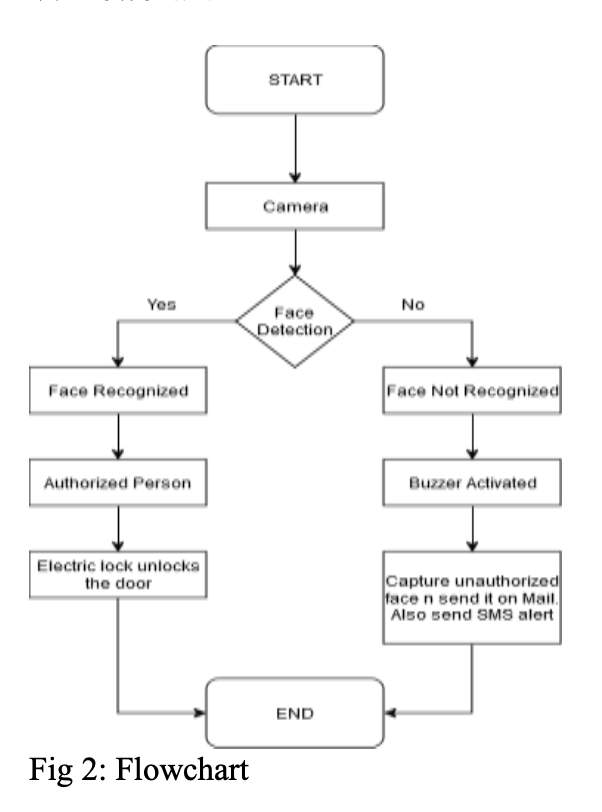 START
Camera
Yes
No
Face
Detection
Face Recognized
Face Not Recognized
Authorized Person
Buzzer Activated
Electric lock unlocks
the door
Capture unauthorized
face n send it on Mail.
Also send SMS alert
END
Fig 2: Flowchart